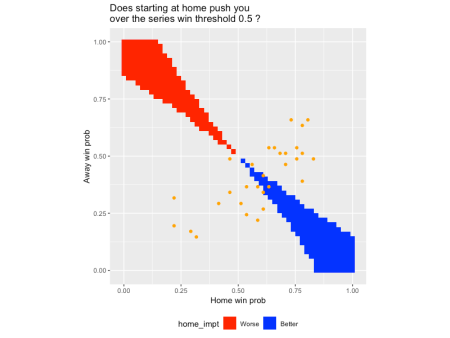 Does starting at home push you
over the series win threshold 0.5 ?
1.00
0.75
0.50
0.25
0.00
Away win prob
0.00 0.25 0.50 0.75 1.00
Home win prob
home_impt Worse Better